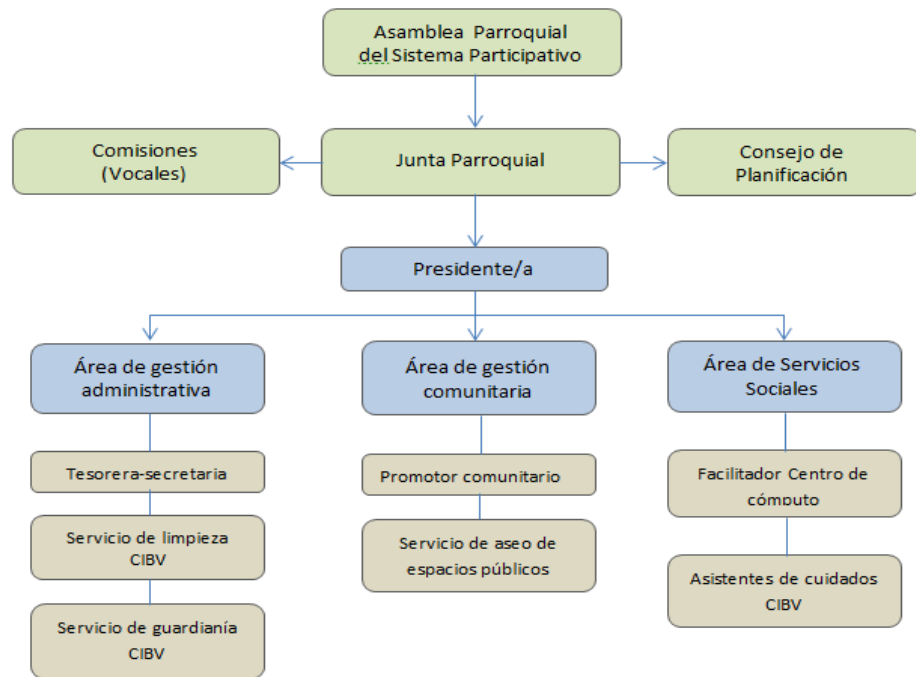 Asamblea Parroquial
del Sistema Participativo
Comisiones
(Vocales)
Junta Parroquial
Consejo de
Planificación
Presidente/a
Área de gestión
administrativa
Área de gestión
comunitaria
Área de Servicios
Sociales
Tesorera-secretaria
Promotor comunitario
Facilitador Centro de
cómputo
Servicio de limpieza
CIBV
Servicio de aseo de
espacios públicos
Asistentes de cuidados
CIBV
Servicio de guardianía
CIBV